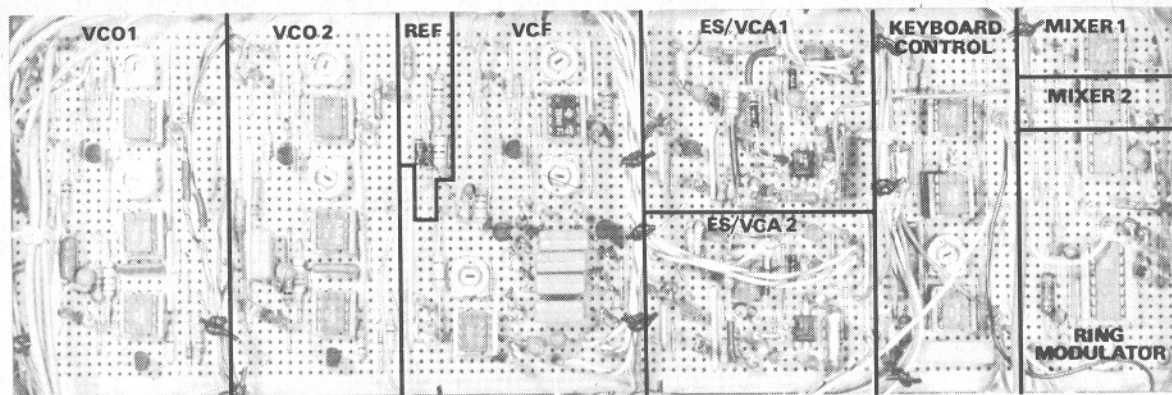 VCO1
VCO 2
REF
VCF
ES/VCA1
KEYBOARD
CONTROL
MIXER 1
MIXER 2
ES/VCA 2
RING
MODULATOR